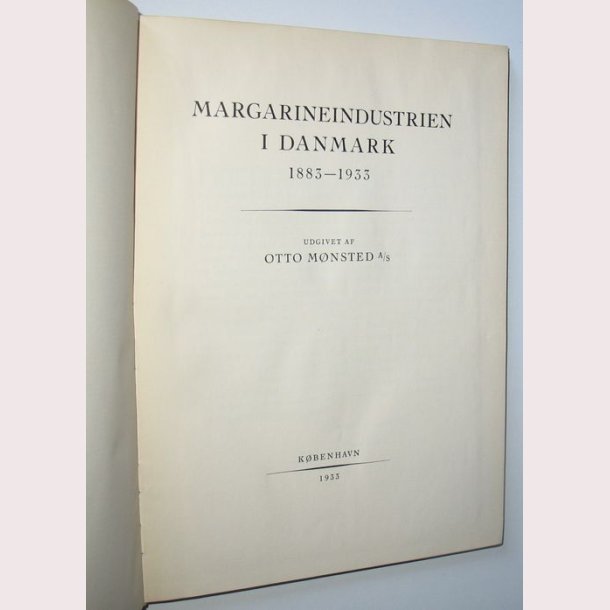 MARGARINEINDUSTRIEN
I DANMARK
1883—1933
UDGIVET AF
OTTO MØNSTED A/S
KØBENHAVN
1933